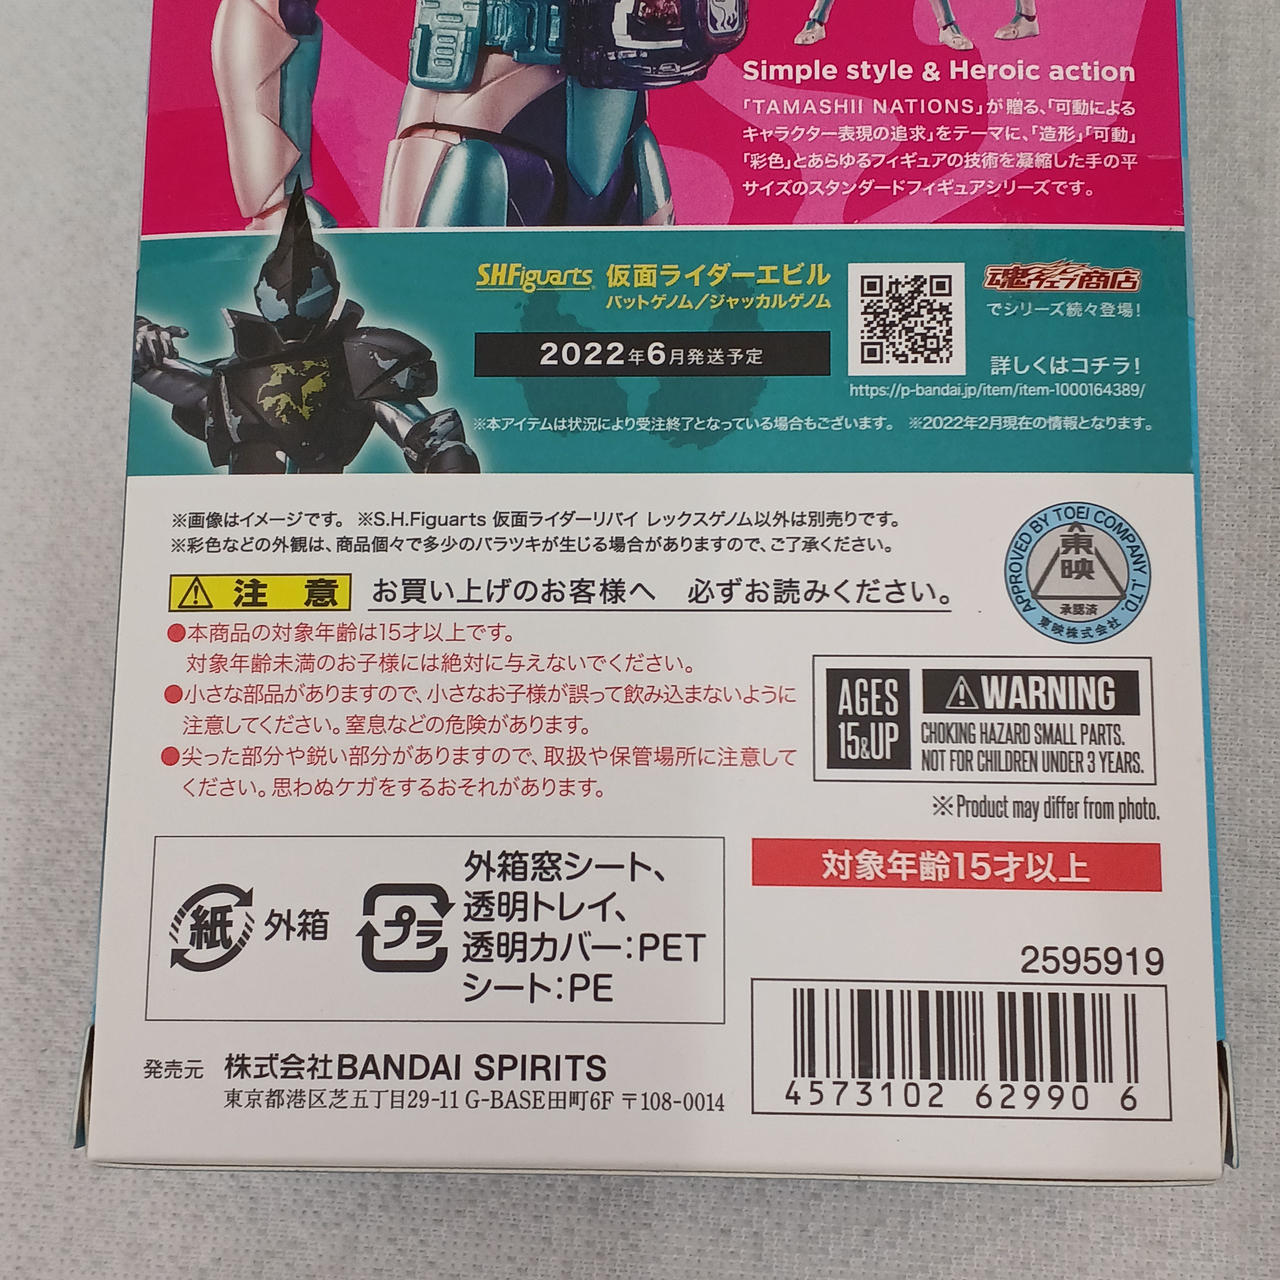 Simple style & Heroic action
「TAMASHII NATIONS」が贈る、「可動による
キャラクター表現の追求」をテーマに、「造形」「可動」
「彩色」とあらゆるフィギュアの技術を凝縮した手の平
サイズのスタンダードフィギュアシリーズです。
S.H.Figuarts 仮面ライダーエビル
バットゲノム/ジャッカルゲノム
2022年6月発送予定
魂ウェブ商店
でシリーズ続々登場!
詳しくはコチラ!
https://p-bandai.jp/item/item-1000164389/
※本アイテムは状況により受注終了となっている場合もございます。 ※2022年2月現在の情報となります。
※画像はイメージです。 ※S.H.Figuarts 仮面ライダーリバイ レックスゲノム以外は別売りです。
※彩色などの外観は、商品個々で多少のバラツキが生じる場合がありますので、ご了承ください。
APPROVED BY TOEI COMPANY,LTD.
東映
承認済
東映株式会社
注意 お買い上げのお客様へ 必ずお読みください。
●本商品の対象年齢は15才以上です。
対象年齢未満のお子様には絶対に与えないでください。
●小さな部品がありますので、小さなお子様が誤って飲み込まないように
注意してください。窒息などの危険があります。
●尖った部分や鋭い部分がありますので、取扱や保管場所に注意して
ください。思わぬケガをするおそれがあります。
AGES
15&UP
WARNING
CHOKING HAZARD SMALL PARTS.
NOT FOR CHILDREN UNDER 3 YEARS.
※Product may differ from photo.
対象年齢15才以上
紙 外箱
プラ
外箱窓シート、
透明トレイ、
透明カバー:PET
シート:PE
2595919
4573102 62990 6
発売元 株式会社BANDAI SPIRITS
東京都港区芝五丁目29-11 G-BASE田町6F 〒108-0014